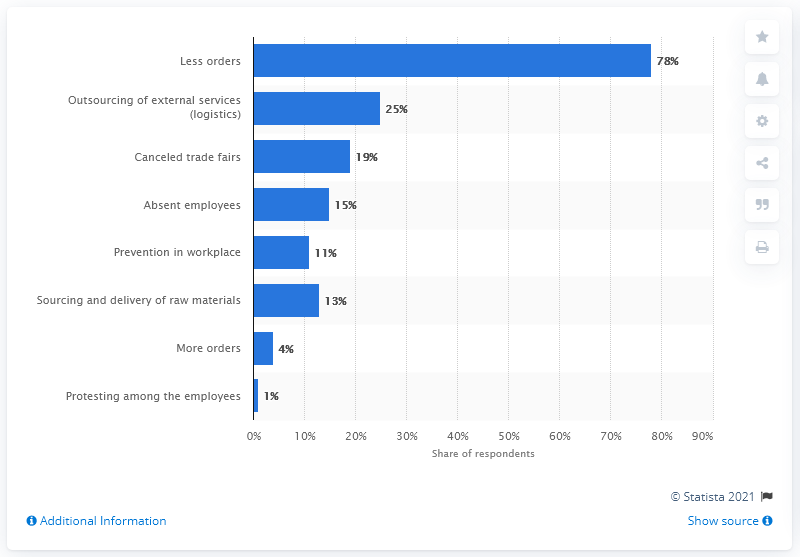 Less orders
78%
Outsourcing of external services
(logistics)
25%
Canceled trade fairs
19%
Absent employees
15%
Prevention in workplace
11%
Sourcing and delivery of raw materials
13%
More orders
4%
Protesting among the employees
1%
0% 10% 20% 30% 40% 50% 60% 70% 80% 90%
Share of respondents
© Statista 2021
Additional Information
Show source